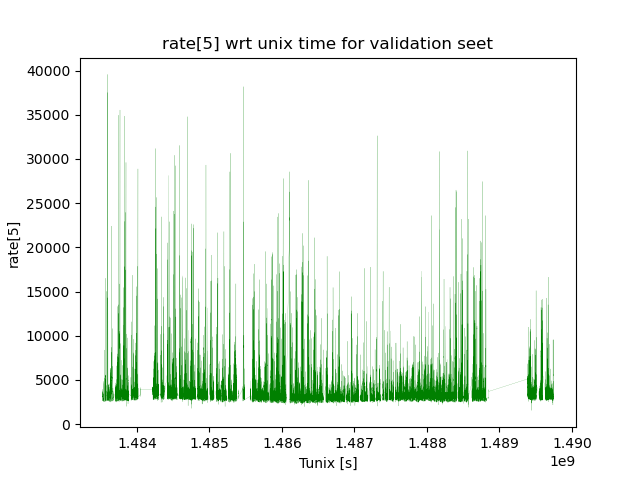 rate[5] wrt unix time for validation seet
40000
35000
30000
25000
20000
15000
10000
5000
0
rate[5]
1.484 1.485 1.486 1.487 1.488 1.489 1.490
1e9
Tunix [s]